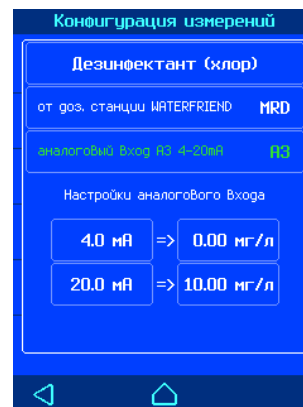 Конфигурация измерений
Дезинфектант (хлор)
от доз. станции WATERFRIEND MRD
аналоговый Вход А3 4-20mA А3
Настройки аналогового Входа
4.0 мА => 0.00 мг/л
20.0 мА => 10.00 мг/л